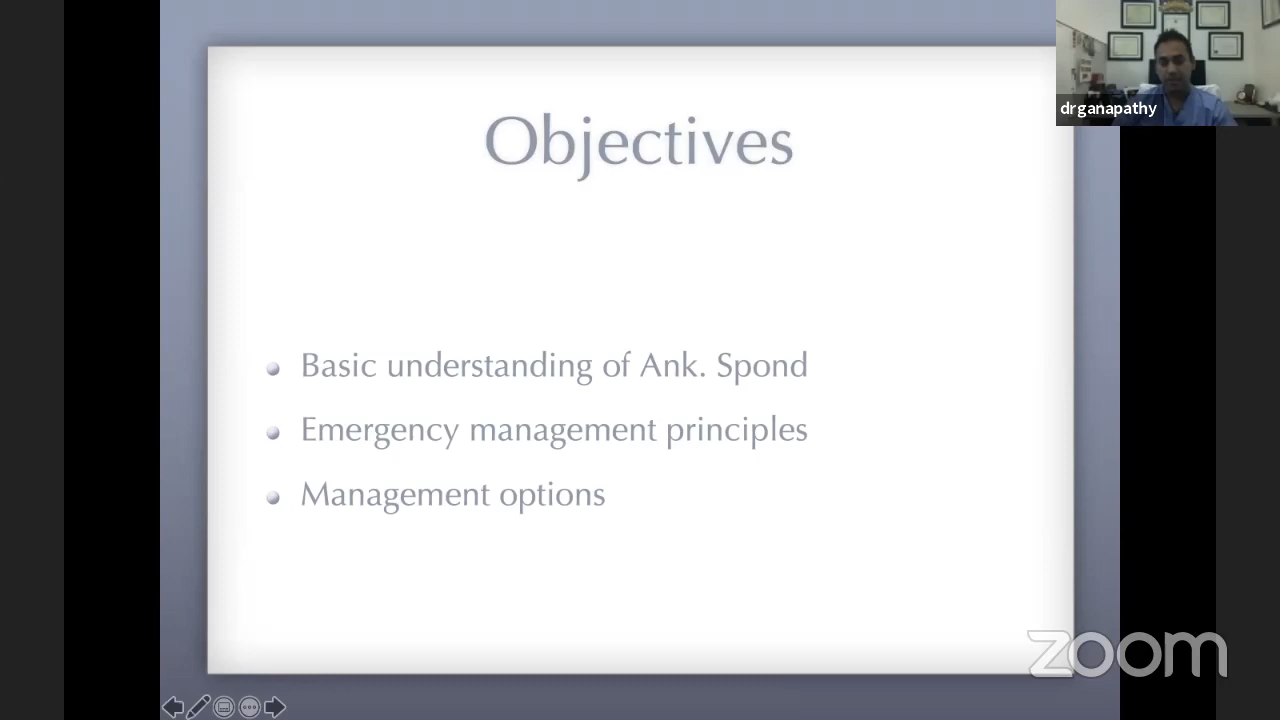 drganapathy
Objectives
Basic understanding of Ank. Spond
Emergency management principles
Management options
zoom